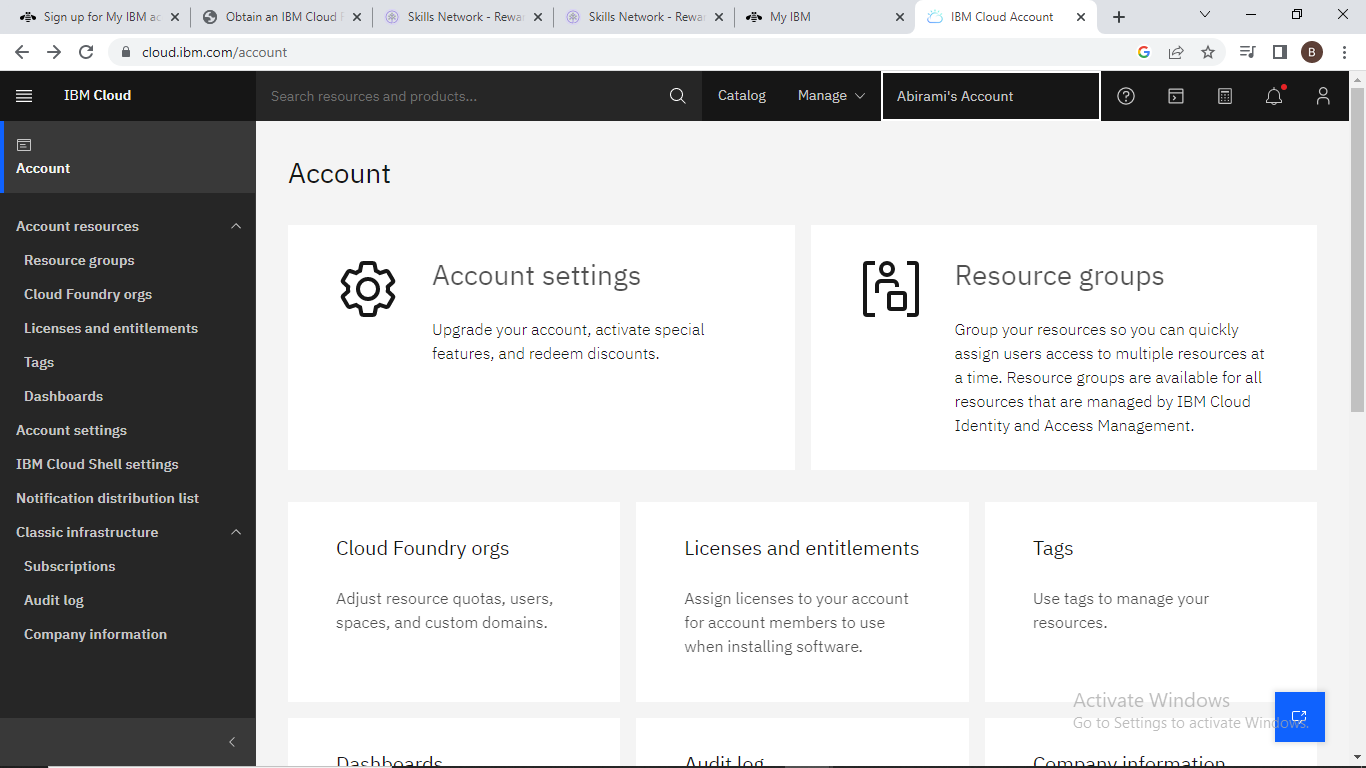 Sign up for My IBM ac
Obtain an IBM Cloud F
Skills Network - Rewar
Skills Network - Rewar
My IBM
IBM Cloud Account
cloud.ibm.com/account
B
IBM Cloud
Search resources and products...
Catalog
Manage
Abirami's Account
Account
Account resources
Resource groups
Cloud Foundry orgs
Licenses and entitlements
Tags
Dashboards
Account settings
IBM Cloud Shell settings
Notification distribution list
Classic infrastructure
Subscriptions
Audit log
Company information
Account
Account settings
Upgrade your account, activate special
features, and redeem discounts.
Resource groups
Group your resources so you can quickly
assign users access to multiple resources at
a time. Resource groups are available for all
resources that are managed by IBM Cloud
Identity and Access Management.
Cloud Foundry orgs
Adjust resource quotas, users,
spaces, and custom domains.
Licenses and entitlements
Assign licenses to your account
for account members to use
when installing software.
Tags
Use tags to manage your
resources.
Dashboards
Audit log
Company information
Activate Windows
Go to Settings to activate Windows.